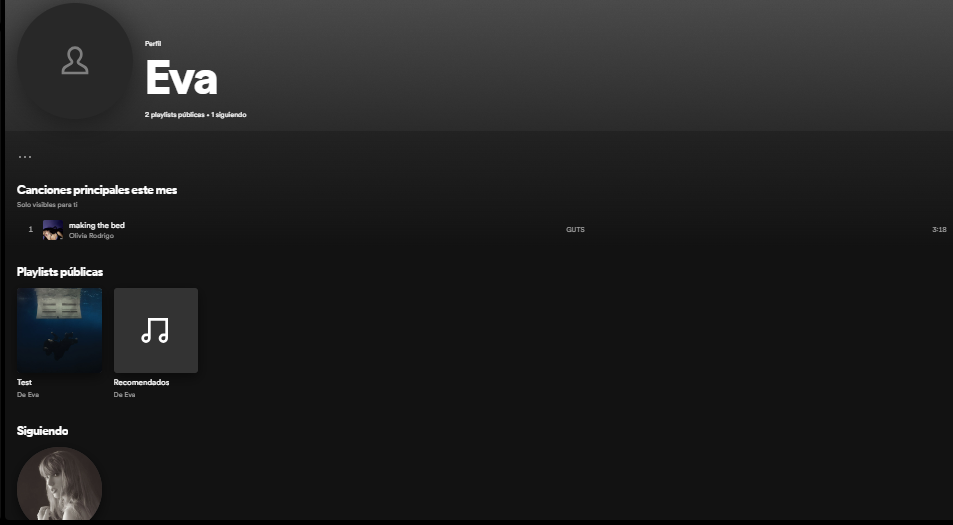 Perfil
Eva
2 playlists públicas • 1 siguiendo
...
Canciones principales este mes
Solo visibles para ti
1 making the bed GUTS 3:18
Olivia Rodrigo
Playlists públicas
Test
De Eva
Recomendados
De Eva
Siguiendo